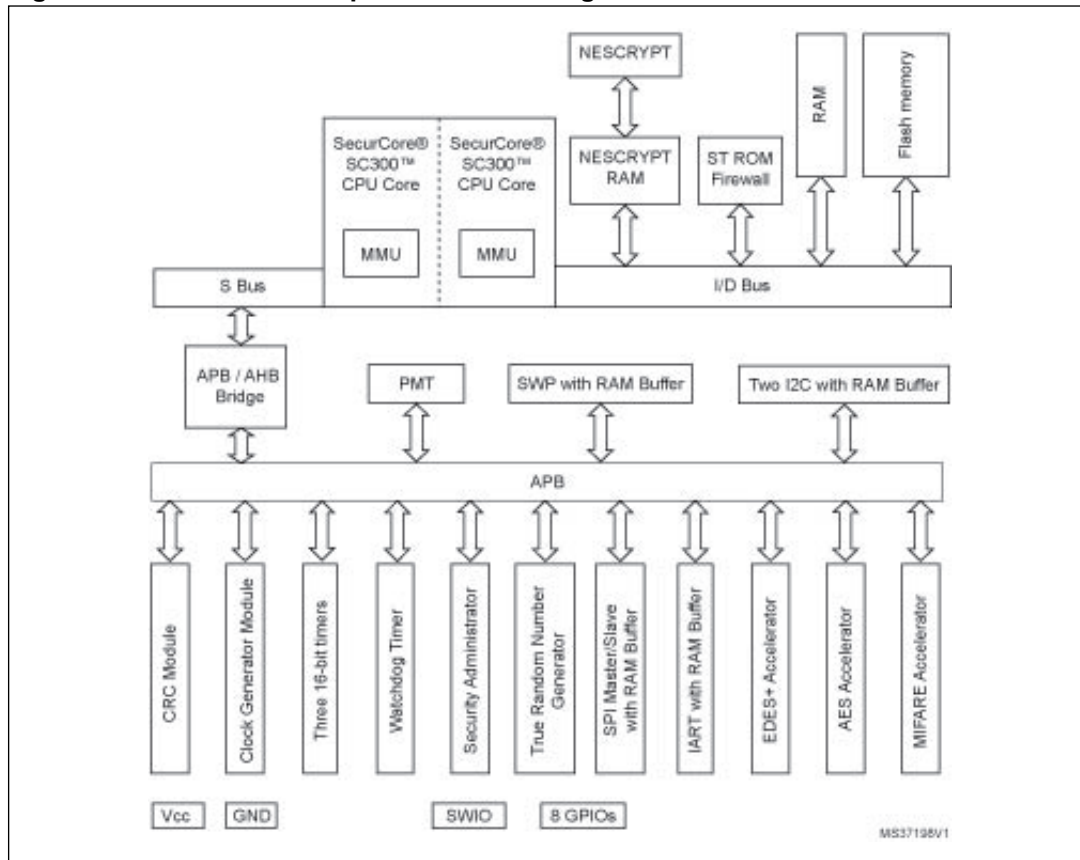 NESCRYPT
RAM
Flash memory
SecurCore®
SC300™
CPU Core
SecurCore®
SC300™
CPU Core
NESCRYPT
RAM
ST ROM
Firewall
MMU
MMU
S Bus
I/D Bus
APB / AHB
Bridge
PMT
SWP with RAM Buffer
Two I2C with RAM Buffer
APB
CRC Module
Clock Generator Module
Three 16-bit timers
Watchdog Timer
Security Administrator
True Random Number
Generator
SPI Master/Slave
with RAM Buffer
IART with RAM Buffer
EDES+ Accelerator
AES Accelerator
MIFARE Accelerator
Vcc
GND
SWIO
8 GPIOs
MS37198V1